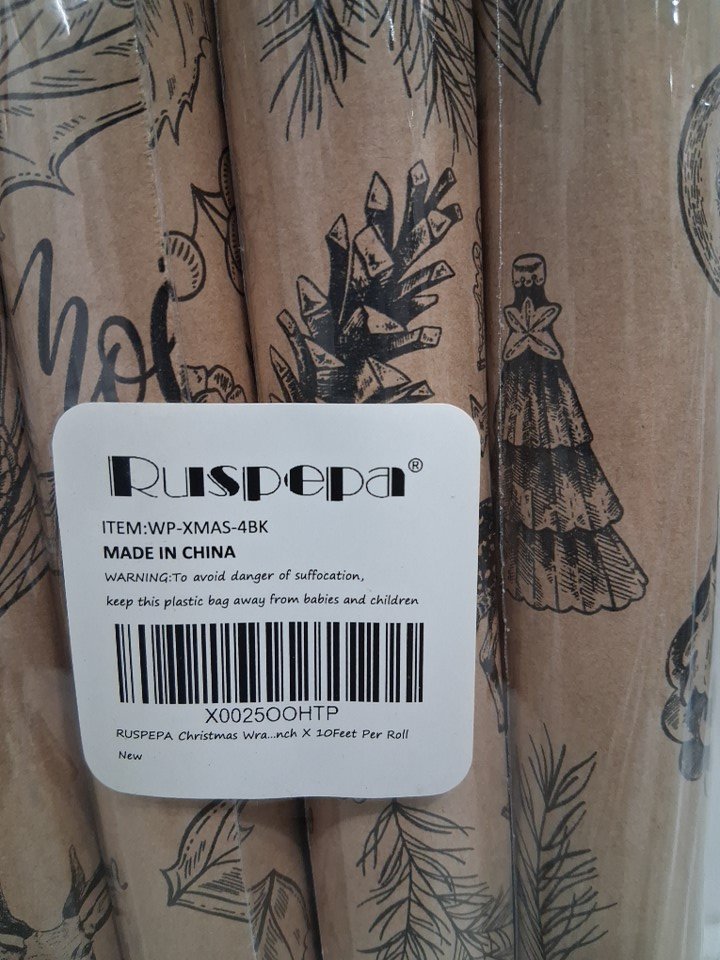 Ruspepa®
ITEM:WP-XMAS-4BK
MADE IN CHINA
WARNING:To avoid danger of suffocation,
keep this plastic bag away from babies and children
X0025OOHTP
RUSPEPA Christmas Wra...nch X 10Feet Per Roll
New